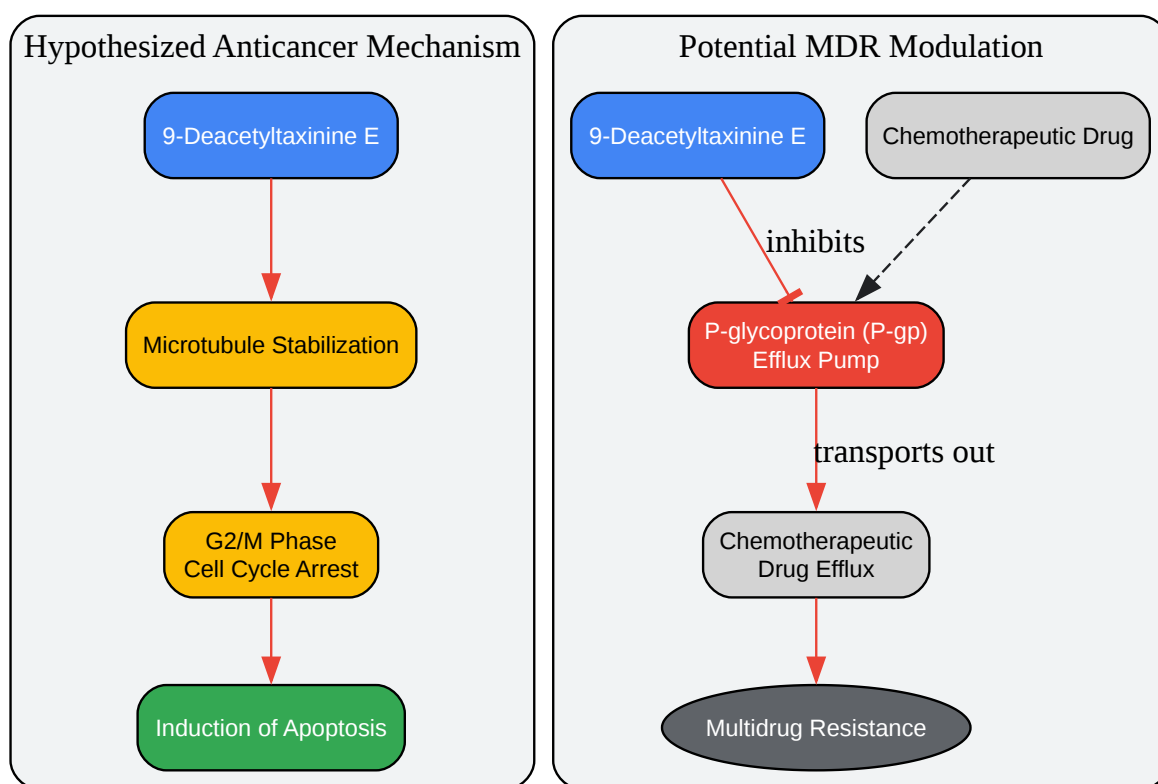 Hypothesized Anticancer Mechanism
9-Deacetyltaxinine E
Microtubule Stabilization
G2/M Phase
Cell Cycle Arrest
Induction of Apoptosis
Potential MDR Modulation
9-Deacetyltaxinine E
Chemotherapeutic Drug
inhibits
P-glycoprotein (P-gp)
Efflux Pump
transports out
Chemotherapeutic
Drug Efflux
Multidrug Resistance